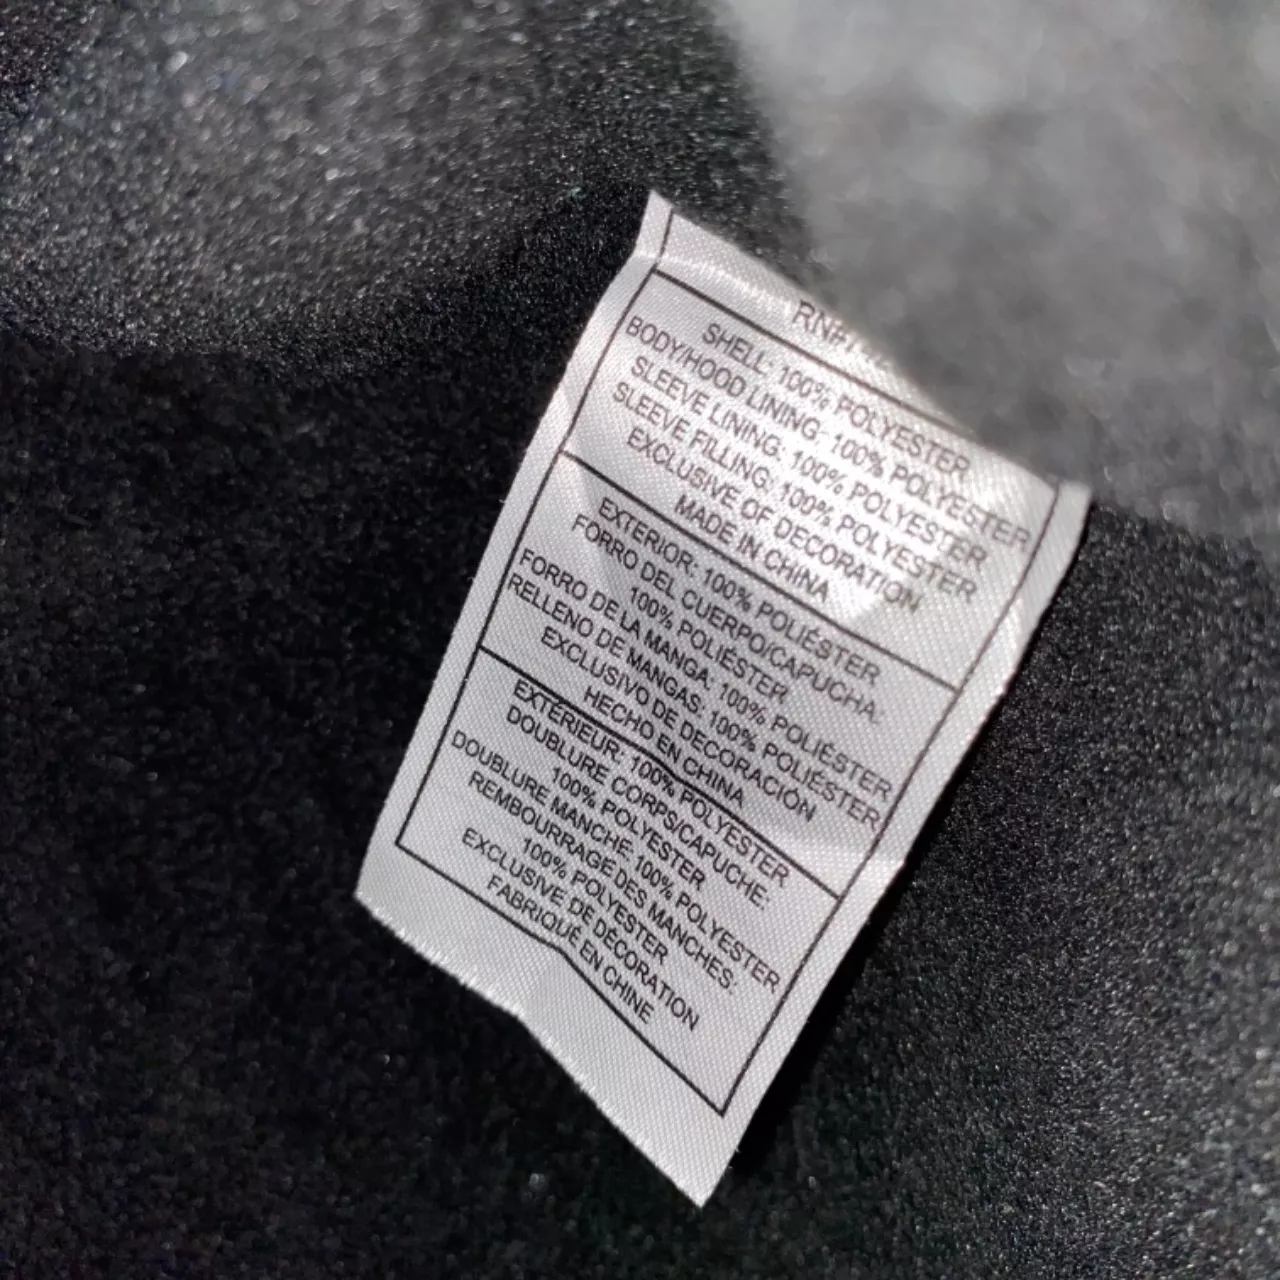 SHELL: 100% POLYESTER
BODY/HOOD LINING: 100% POLYESTER
SLEEVE LINING: 100% POLYESTER
SLEEVE FILLING: 100% POLYESTER
EXCLUSIVE OF DECORATION
MADE IN CHINA
EXTERIOR: 100% POLIÉSTER
FORRO DEL CUERPO/CAPUCHA:
100% POLIÉSTER
FORRO DE LA MANGA: 100% POLIÉSTER
RELLENO DE MANGAS: 100% POLIÉSTER
EXCLUSIVO DE DECORACIÓN
HECHO EN CHINA
EXTÉRIEUR: 100% POLYESTER
DOUBLURE CORPS/CAPUCHE:
100% POLYESTER
DOUBLURE MANCHE: 100% POLYESTER
REMBOURRAGE DES MANCHES:
100% POLYESTER
EXCLUSIVE DE DÉCORATION
FABRIQUÉ EN CHINE